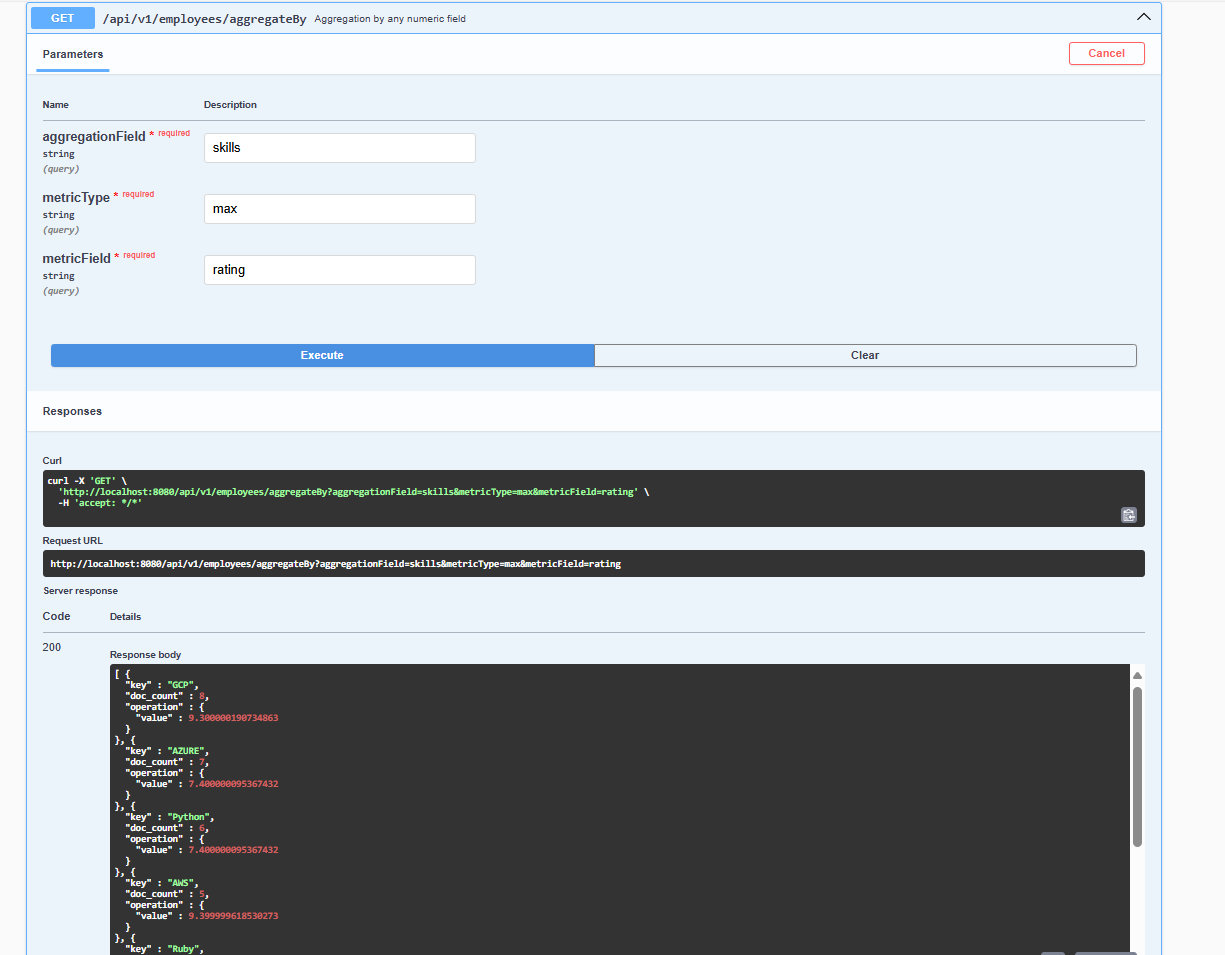 GET /api/v1/employees/aggregateBy Aggregation by any numeric field
Parameters
Cancel
Name Description
aggregationField * required
string
(query)
skills
metricType * required
string
(query)
max
metricField * required
string
(query)
rating
Execute
Clear
Responses
Curl
curl -X 'GET' \
'http://localhost:8080/api/v1/employees/aggregateBy?aggregationField=skills&metricType=max&metricField=rating' \
-H 'accept: */*'
Request URL
http://localhost:8080/api/v1/employees/aggregateBy?aggregationField=skills&metricType=max&metricField=rating
Server response
Code Details
200
Response body
[ {
"key" : "GCP",
"doc_count" : 8,
"operation" : {
"value" : 9.300000190734863
}
}, {
"key" : "AZURE",
"doc_count" : 7,
"operation" : {
"value" : 7.400000095367432
}
}, {
"key" : "Python",
"doc_count" : 6,
"operation" : {
"value" : 7.400000095367432
}
}, {
"key" : "AWS",
"doc_count" : 5,
"operation" : {
"value" : 9.399999618530273
}
}, {
"key" : "Ruby",